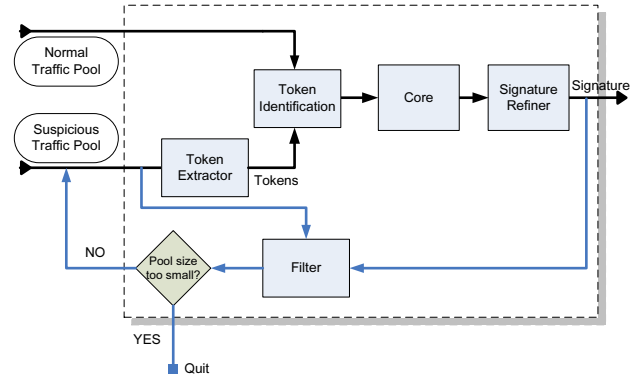 Normal
Traffic Pool
Suspicious
Traffic Pool
Token
Extractor
Tokens
Token
Identification
Core
Signature
Refiner
Signature
Filter
Pool size
too small?
NO
YES
Quit